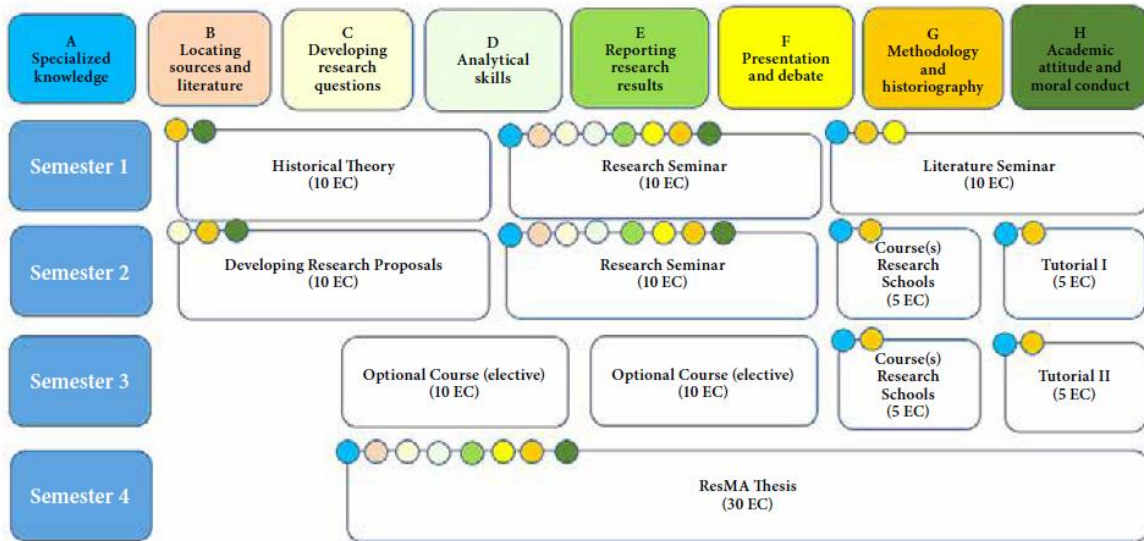 A
Specialized
knowledge
B
Locating
sources and
literature
C
Developing
research
questions
D
Analytical
skills
E
Reporting
research
results
F
Presentation
and debate
G
Methodology
and
historiography
H
Academic
attitude and
moral conduct
Semester 1
Historical Theory
(10 EC)
Research Seminar
(10 EC)
Literature Seminar
(10 EC)
Semester 2
Developing Research Proposals
(10 EC)
Research Seminar
(10 EC)
Course(s)
Research
Schools
(5 EC)
Tutorial I
(5 EC)
Semester 3
Optional Course (elective)
(10 EC)
Optional Course (elective)
(10 EC)
Course(s)
Research
Schools
(5 EC)
Tutorial II
(5 EC)
Semester 4
ResMA Thesis
(30 EC)